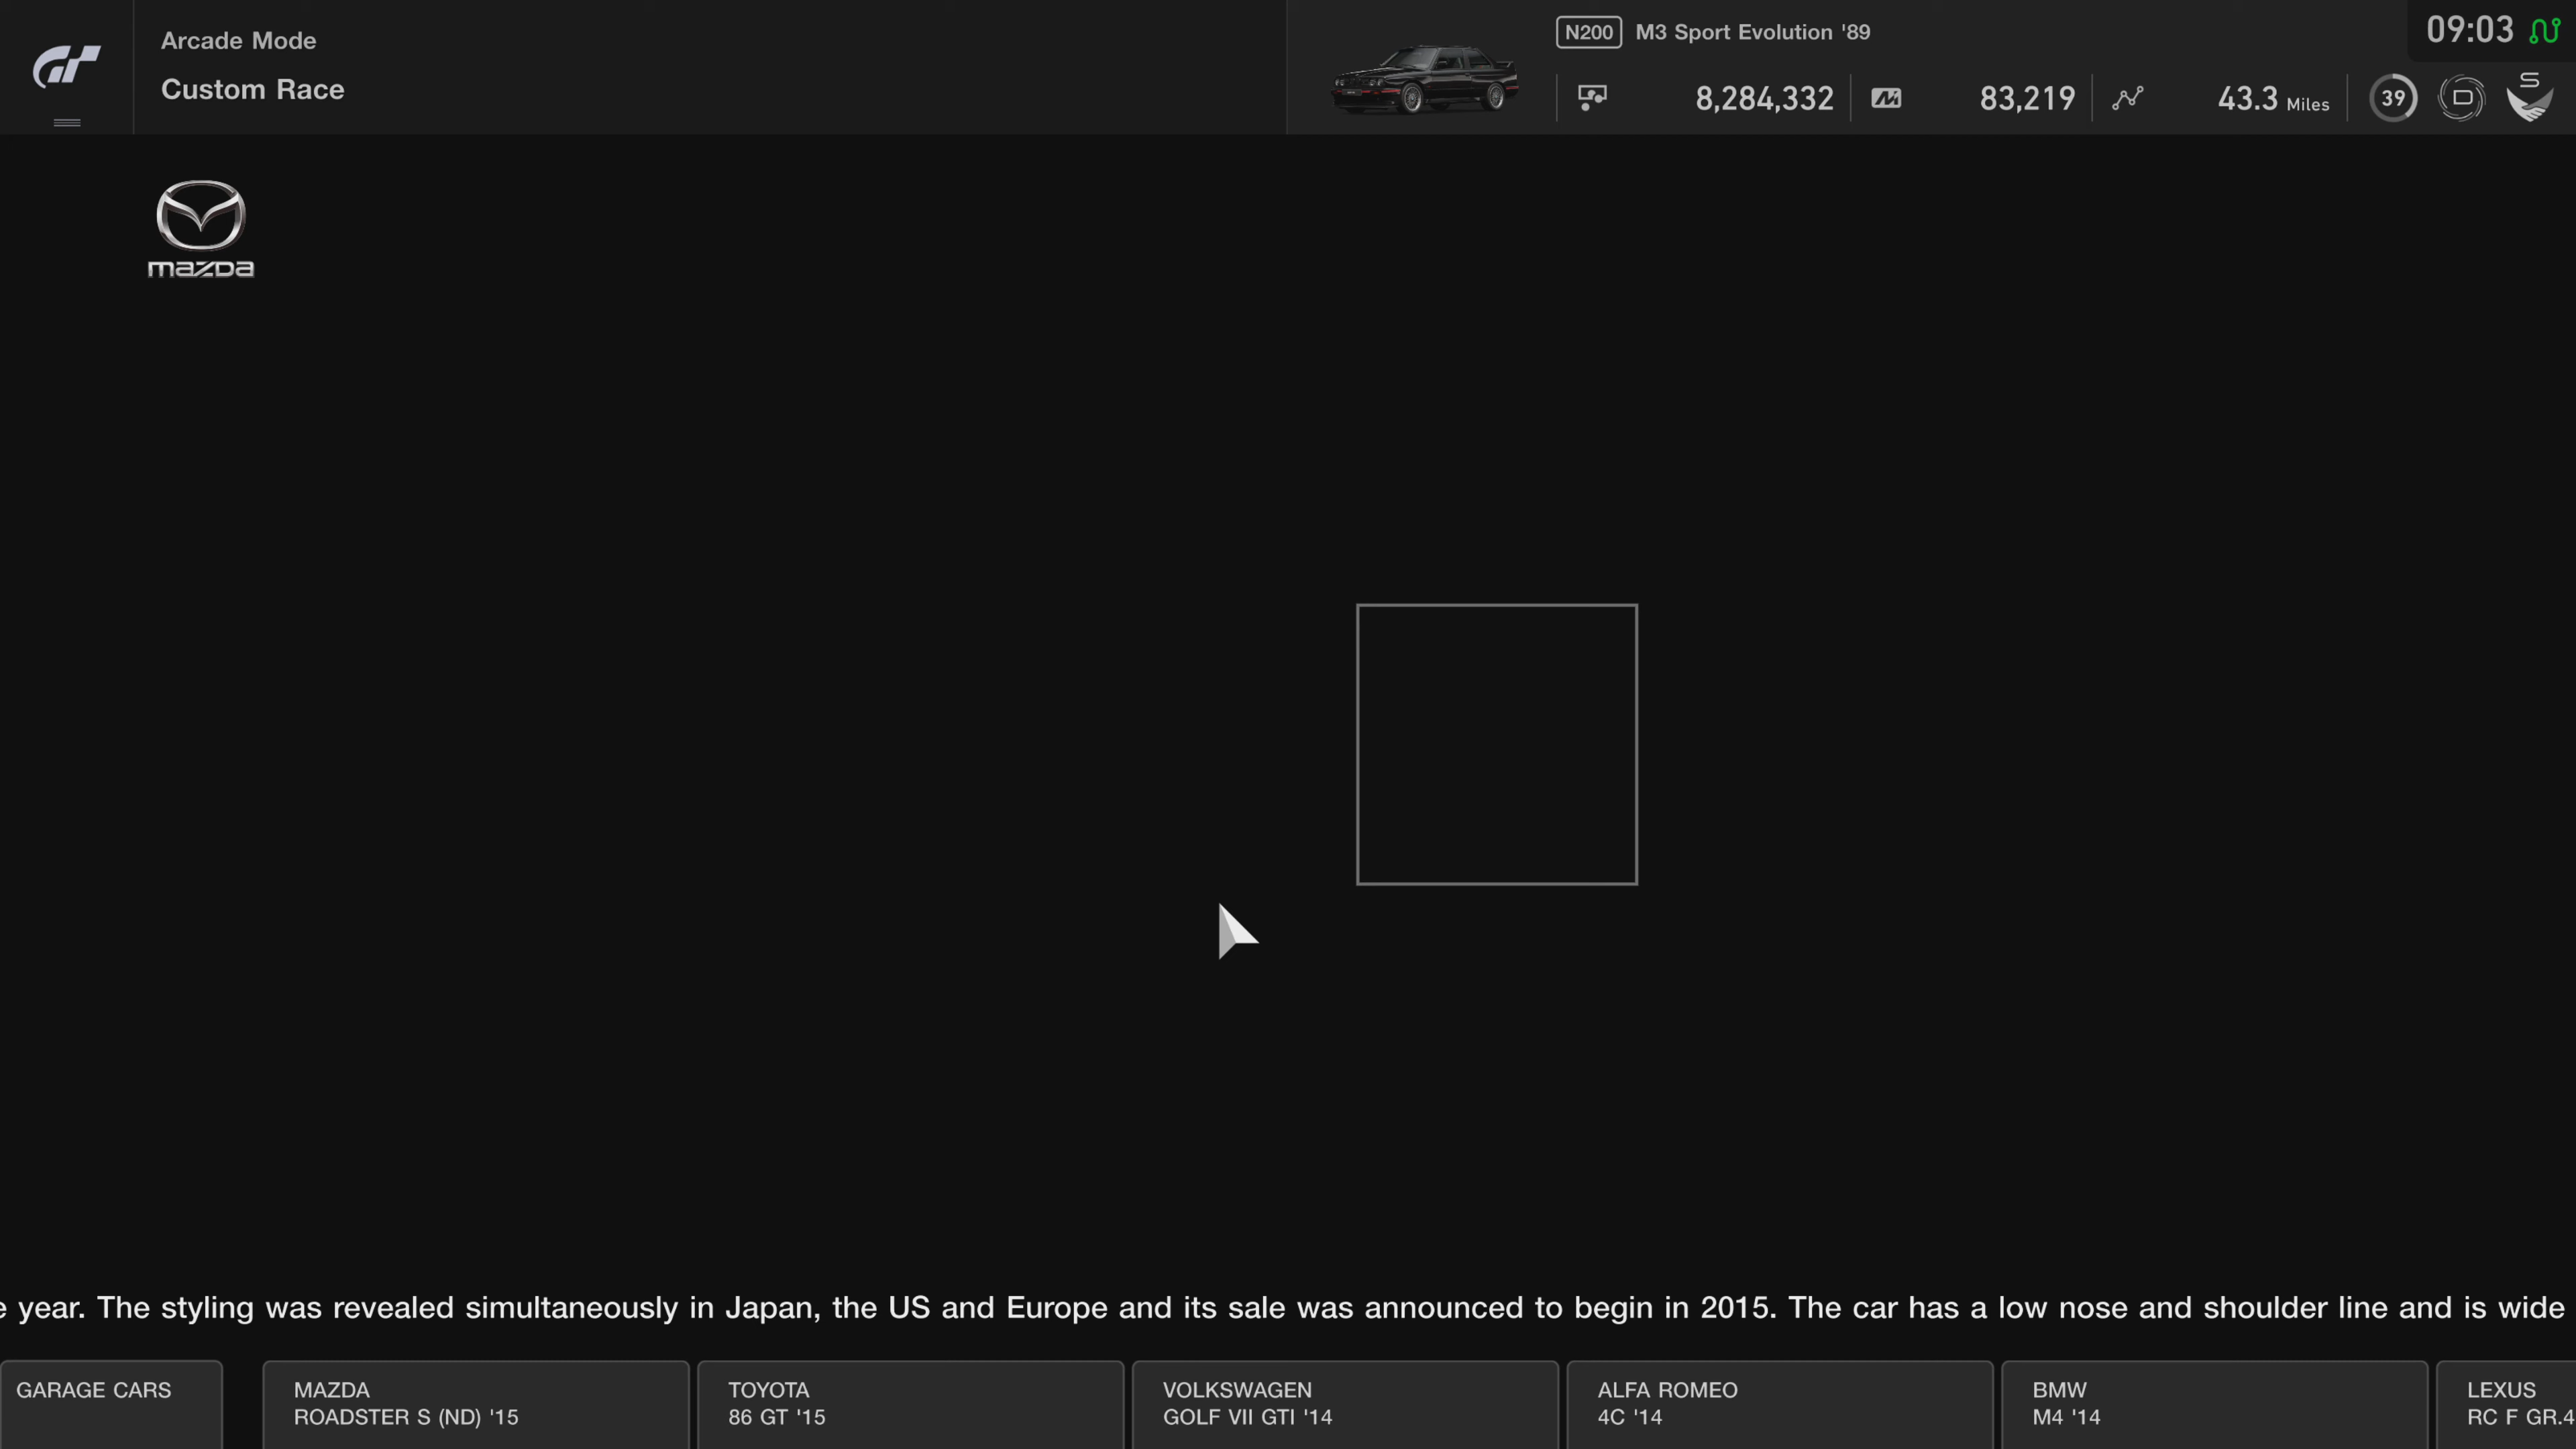 Arcade Mode
Custom Race
N200 M3 Sport Evolution '89
8,284,332 83,219 43.3 Miles 39 D S
09:03
mazda
year. The styling was revealed simultaneously in Japan, the US and Europe and its sale was announced to begin in 2015. The car has a low nose and shoulder line and is wide
GARAGE CARS
MAZDA
ROADSTER S (ND) '15
TOYOTA
86 GT '15
VOLKSWAGEN
GOLF VII GTI '14
ALFA ROMEO
4C '14
BMW
M4 '14
LEXUS
RC F GR.4